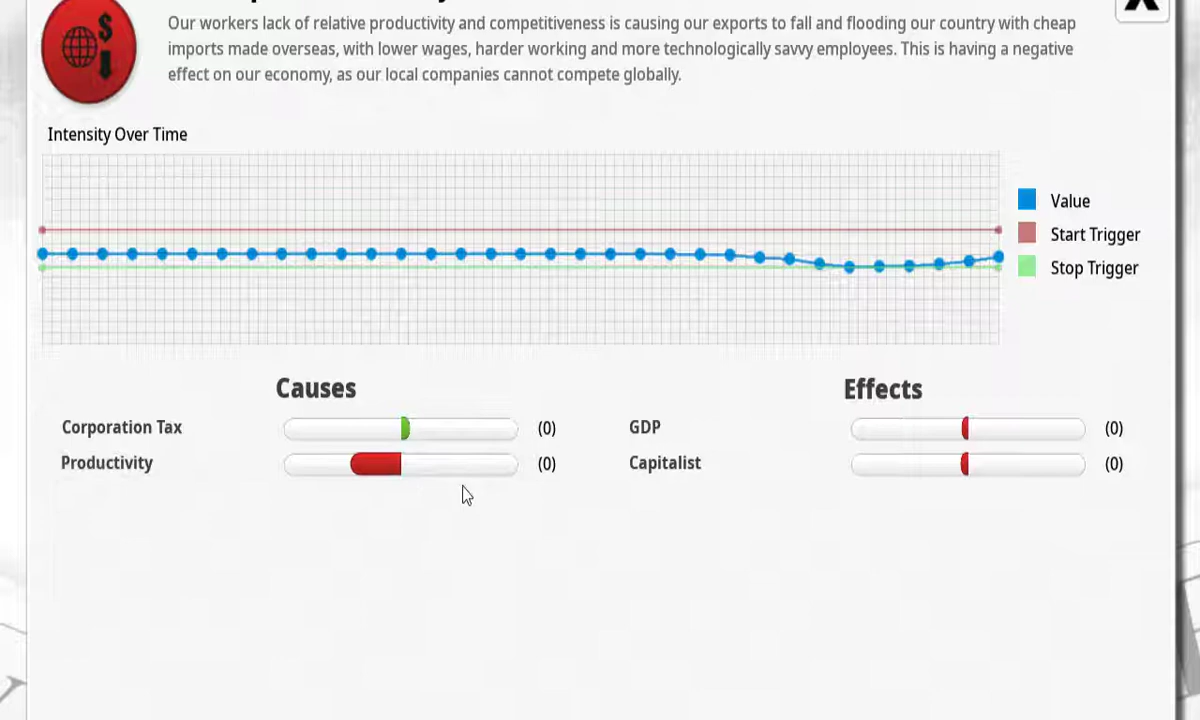 Our workers lack of relative productivity and competitiveness is causing our exports to fall and flooding our country with cheap
imports made overseas, with lower wages, harder working and more technologically savvy employees. This is having a negative
effect on our economy, as our local companies cannot compete globally.
Intensity Over Time
Value
Start Trigger
Stop Trigger
Causes
Effects
Corporation Tax (0) GDP (0)
Productivity (0) Capitalist (0)